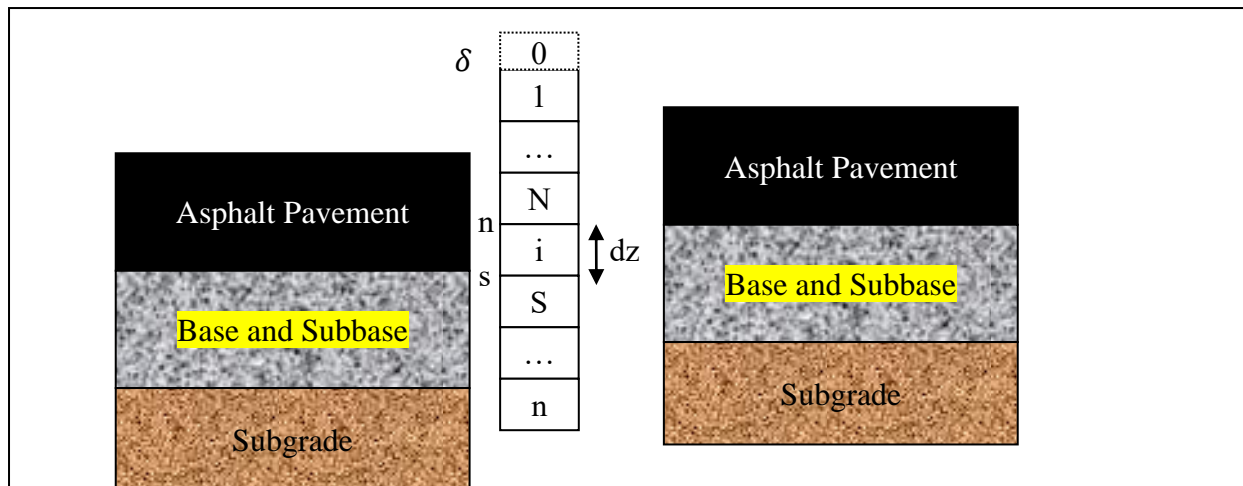 δ
0
1
…
N
n
i
dz
s
S
…
n
Asphalt Pavement
Base and Subbase
Subgrade
Asphalt Pavement
Base and Subbase
Subgrade